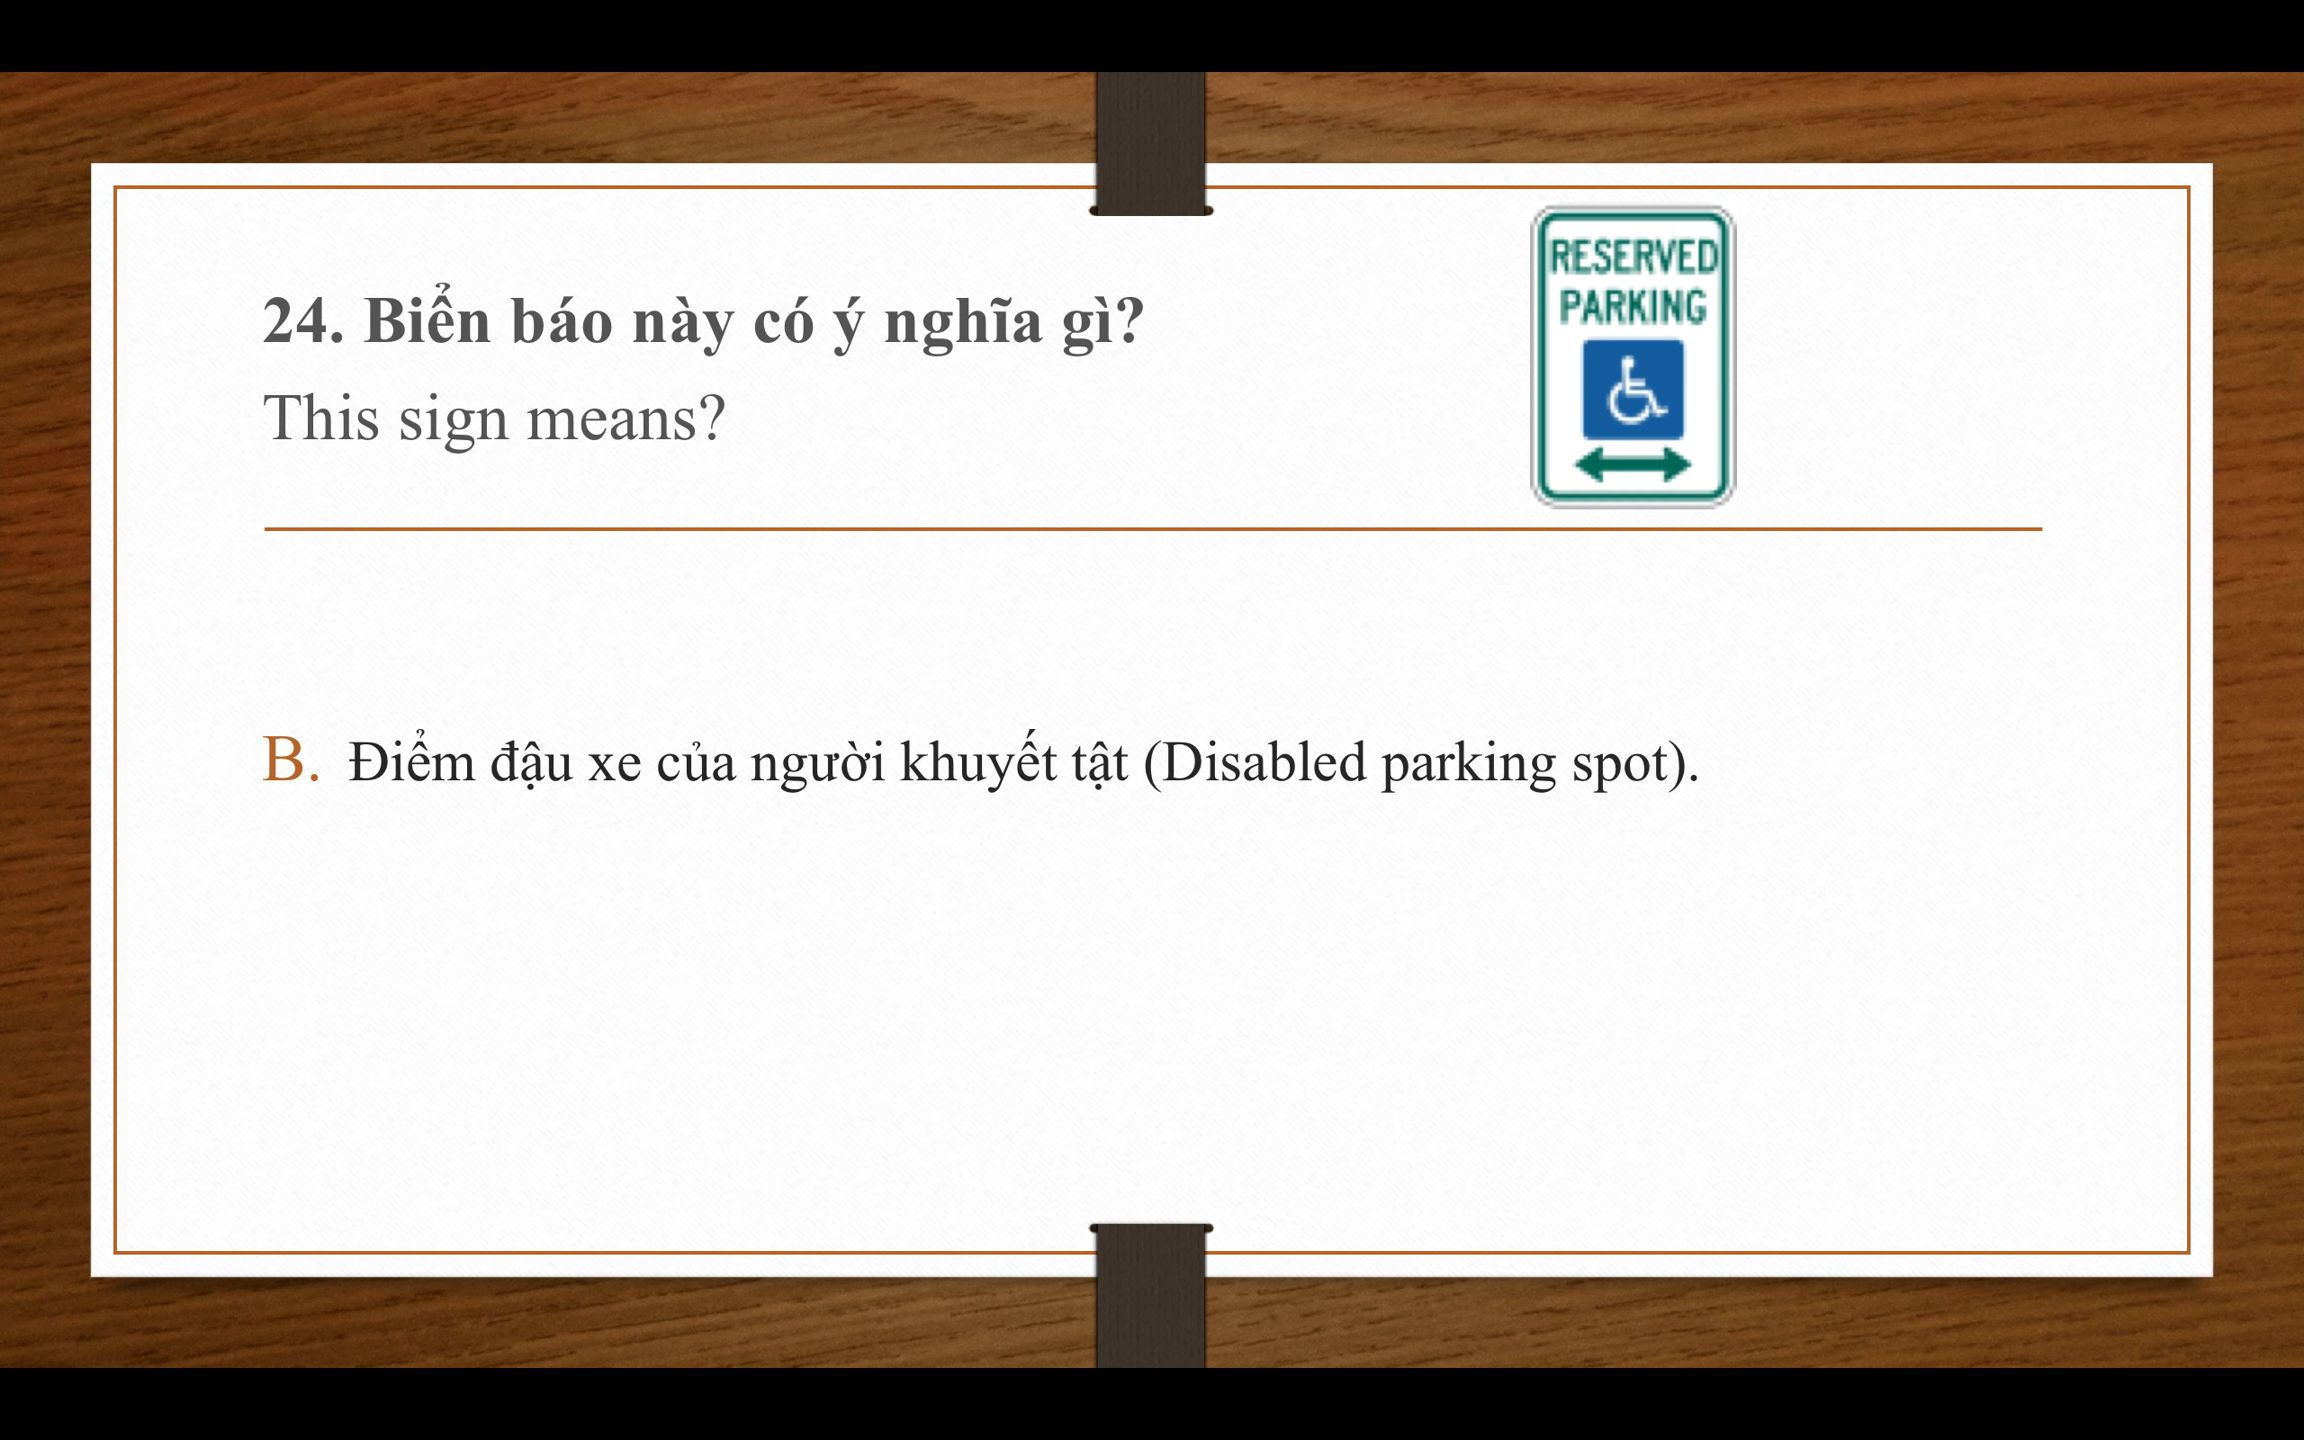 24. Biển báo này có ý nghĩa gì?
This sign means?
RESERVED
PARKING
B. Điểm đậu xe của người khuyết tật (Disabled parking spot).